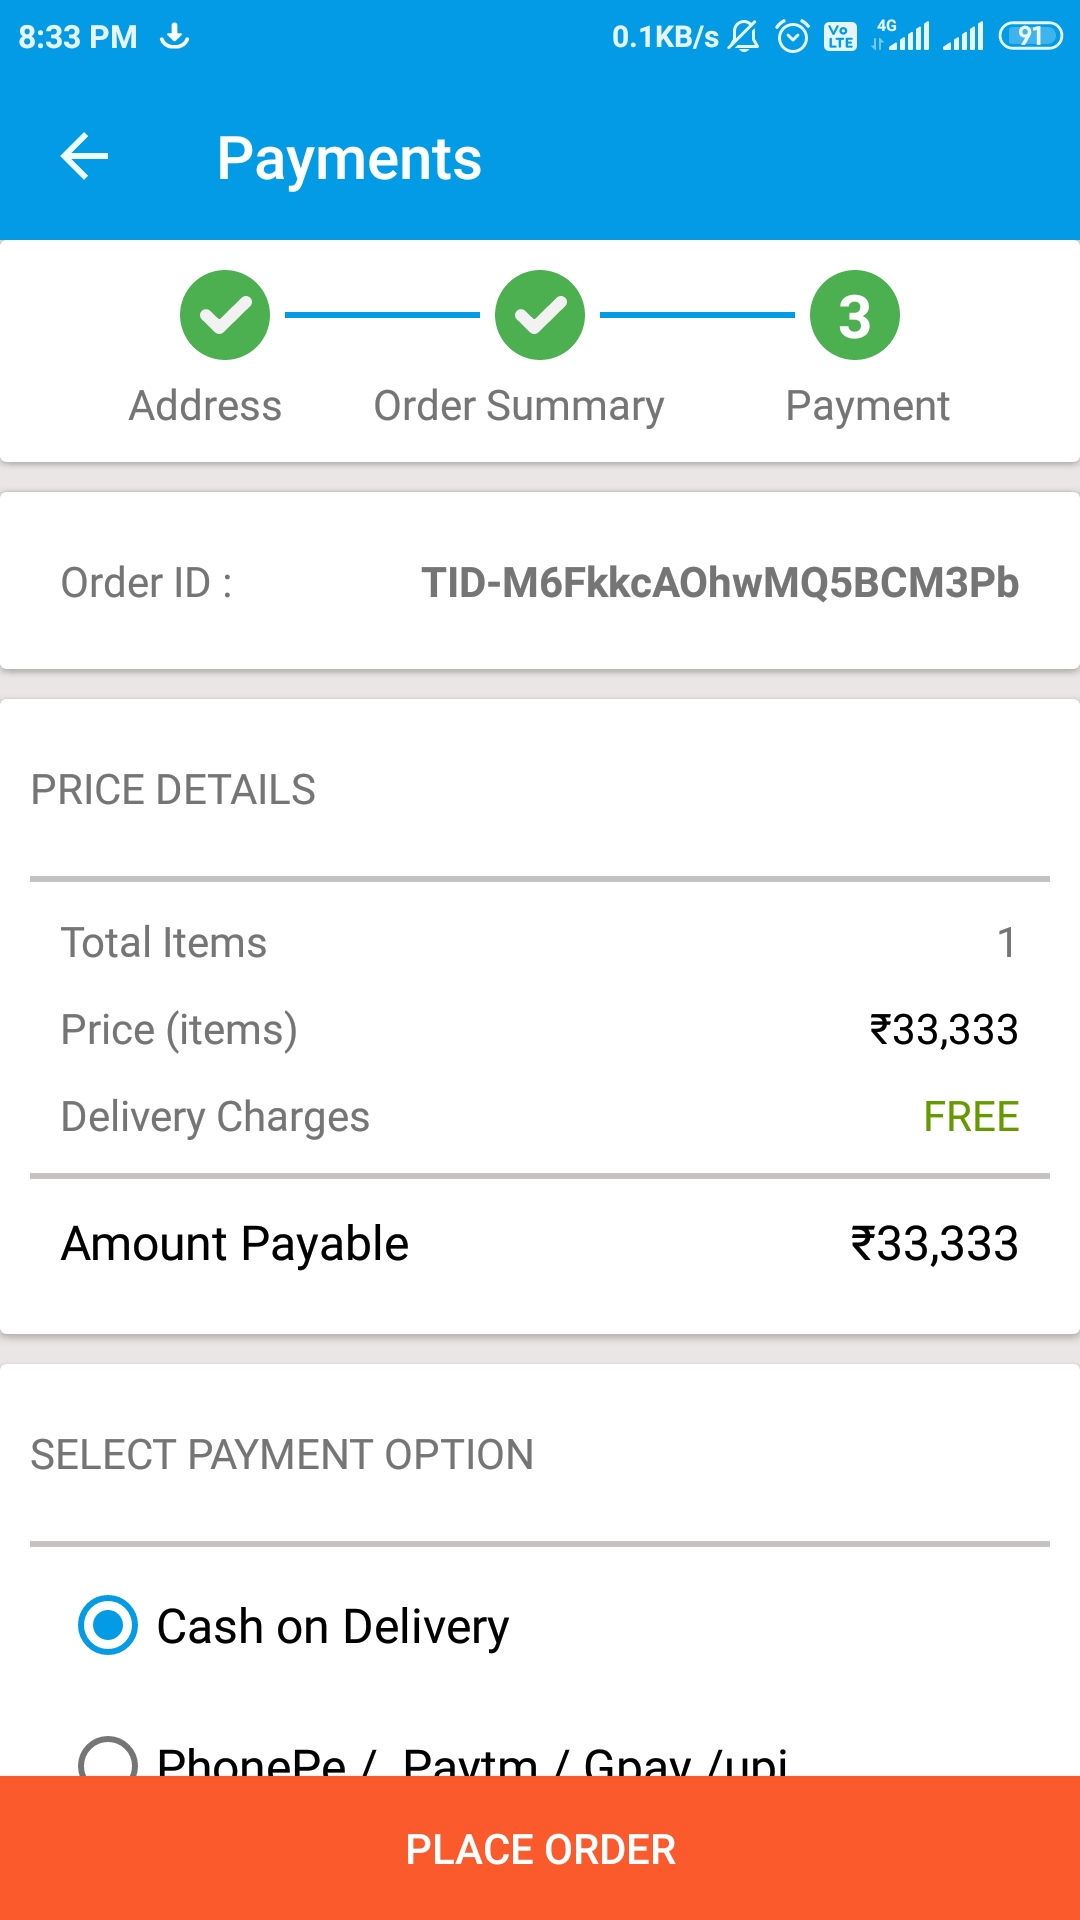 8:33 PM 0.1KB/s Vo LTE 4G 91
Payments
3
Address Order Summary Payment
Order ID : TID-M6FkkcAOhwMQ5BCM3Pb
PRICE DETAILS
Total Items 1
Price (items) ₹33,333
Delivery Charges FREE
Amount Payable ₹33,333
SELECT PAYMENT OPTION
Cash on Delivery
PhonePe / Paytm / Gpay /upi
PLACE ORDER